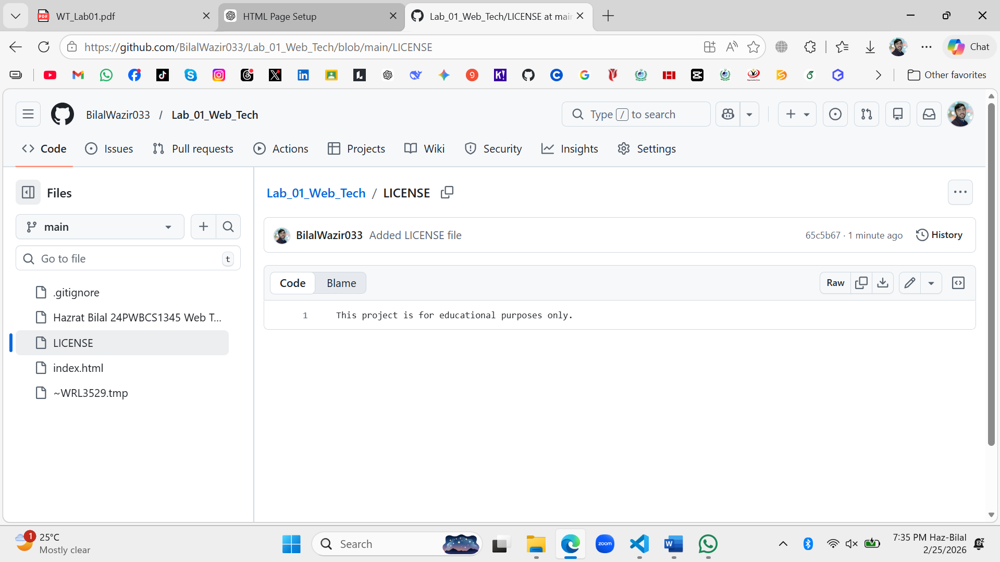 WT_Lab01.pdf
HTML Page Setup
Lab_01_Web_Tech/LICENSE at mai
https://github.com/BilalWazir033/Lab_01_Web_Tech/blob/main/LICENSE
Chat
Other favorites
BilalWazir033 / Lab_01_Web_Tech
Type / to search
Code
Issues
Pull requests
Actions
Projects
Wiki
Security
Insights
Settings
Files
main
Go to file
t
.gitignore
Hazrat Bilal 24PWBCS1345 Web T...
LICENSE
index.html
~WRL3529.tmp
Lab_01_Web_Tech / LICENSE
BilalWazir033 Added LICENSE file
65c5b67 · 1 minute ago
History
Code
Blame
Raw
1 This project is for educational purposes only.
1
25°C
Mostly clear
Search
zoom
7:35 PM Haz-Bilal
2/25/2026